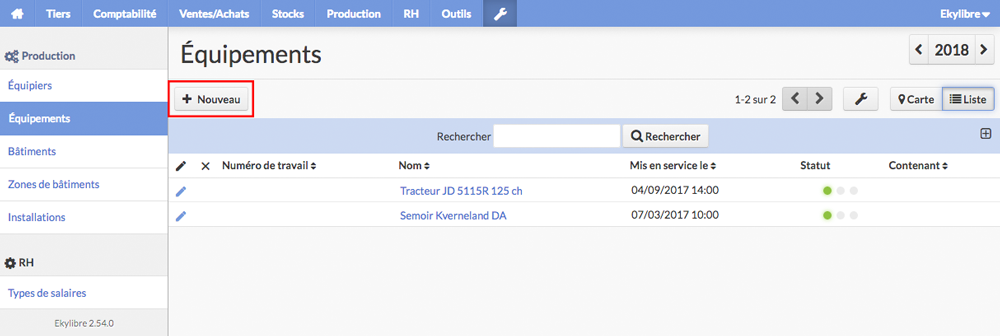 Tiers Comptabilité Ventes/Achats Stocks Production RH Outils Ekylibre
Production
Équipiers
Équipements
Bâtiments
Zones de bâtiments
Installations
RH
Types de salaires
Ekylibre 2.54.0
Équipements
2018
+ Nouveau
1-2 sur 2
Carte
Liste
Rechercher
Rechercher
Numéro de travail Nom Mis en service le Statut Contenant
Tracteur JD 5115R 125 ch 04/09/2017 14:00
Semoir Kverneland DA 07/03/2017 10:00